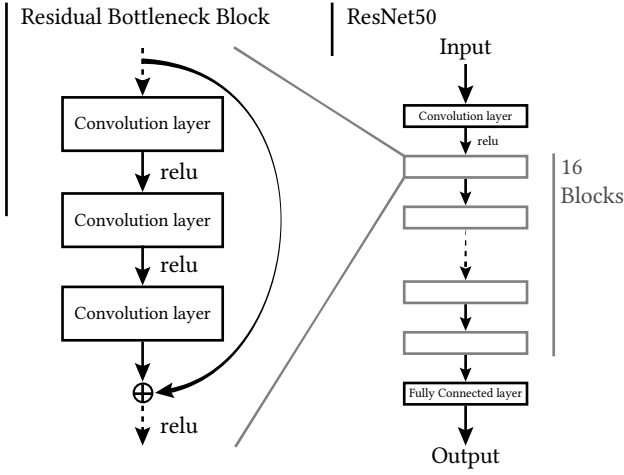 Residual Bottleneck Block
Convolution layer
relu
Convolution layer
relu
Convolution layer
relu
ResNet50
Input
Convolution layer
relu
16
Blocks
Fully Connected layer
Output